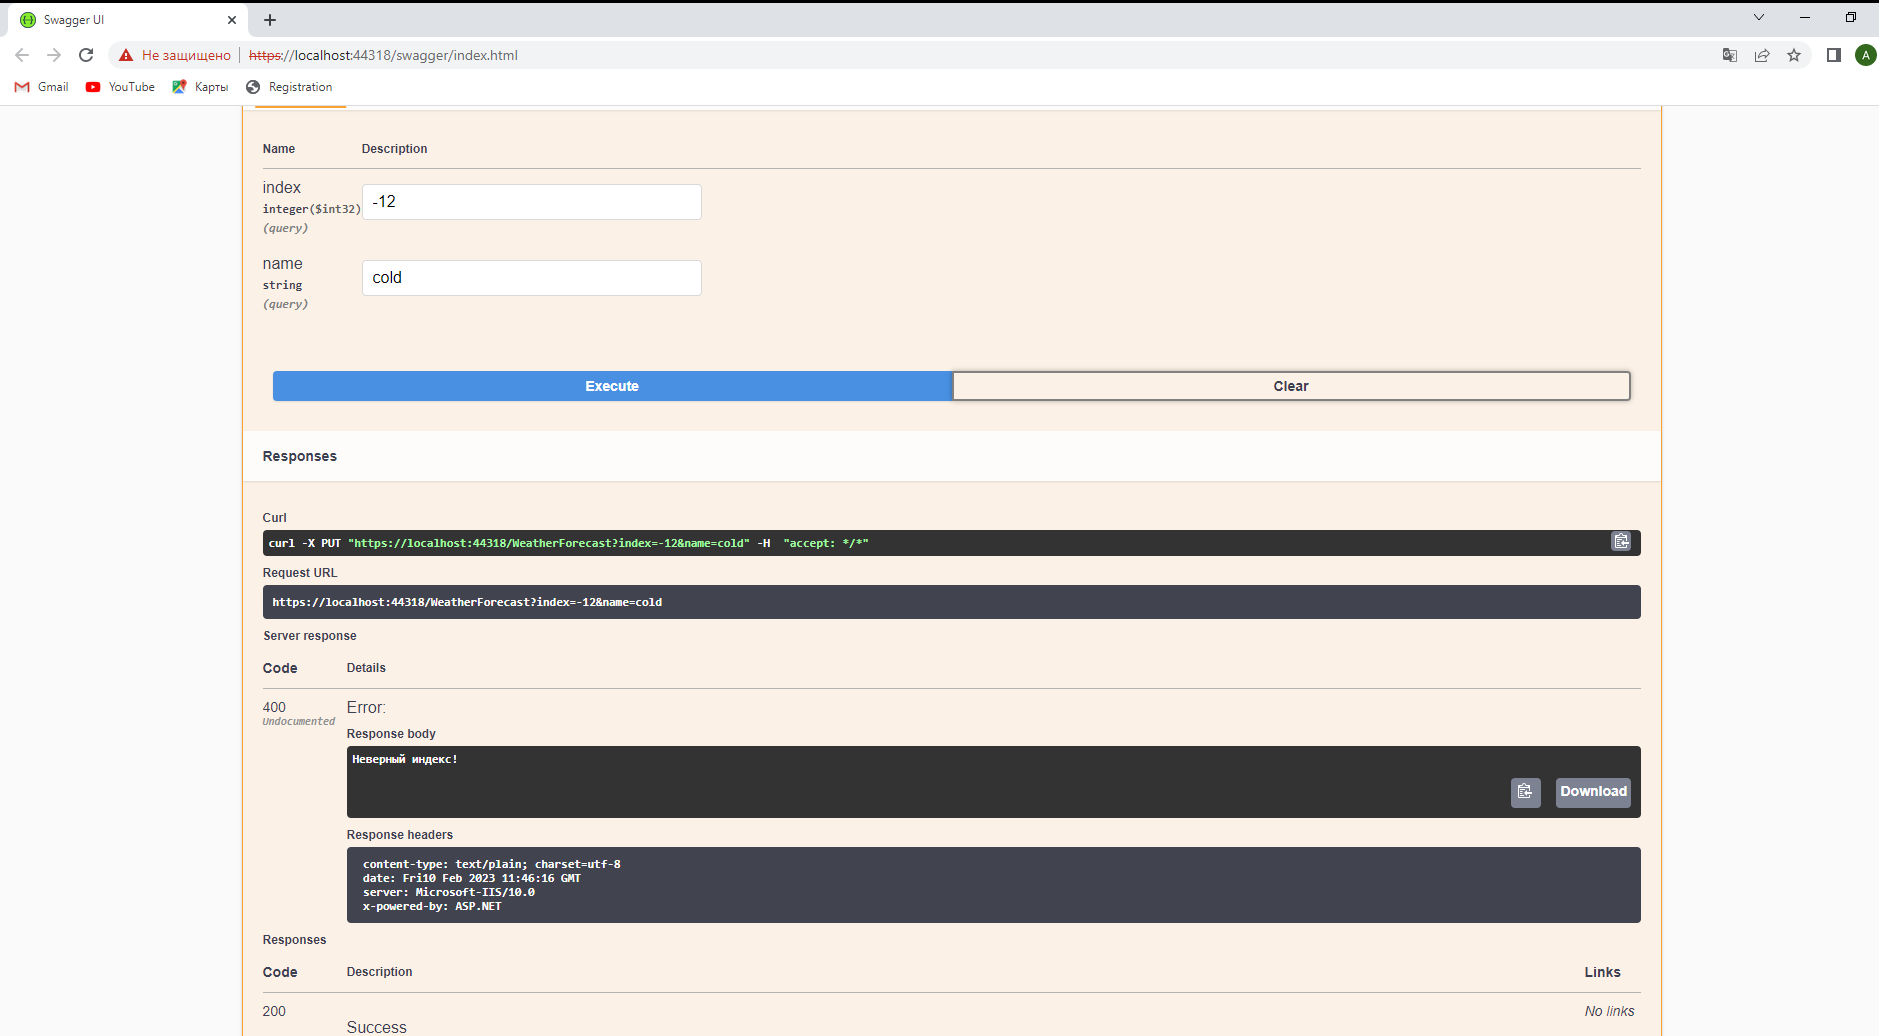 Swagger UI
Не защищено
https://localhost:44318/swagger/index.html
A
Gmail
YouTube
Карты
Registration
Name Description
index
integer($int32)
(query)
-12
name
string
(query)
cold
Execute
Clear
Responses
Curl
curl -X PUT "https://localhost:44318/WeatherForecast?index=-12&name=cold" -H  "accept: */*"
Request URL
https://localhost:44318/WeatherForecast?index=-12&name=cold
Server response
Code Details
400
Undocumented
Error:
Response body
Неверный индекс!
Download
Response headers
content-type: text/plain; charset=utf-8
date: Fri10 Feb 2023 11:46:16 GMT
server: Microsoft-IIS/10.0
x-powered-by: ASP.NET
Responses
Code Description Links
200 No links
Success